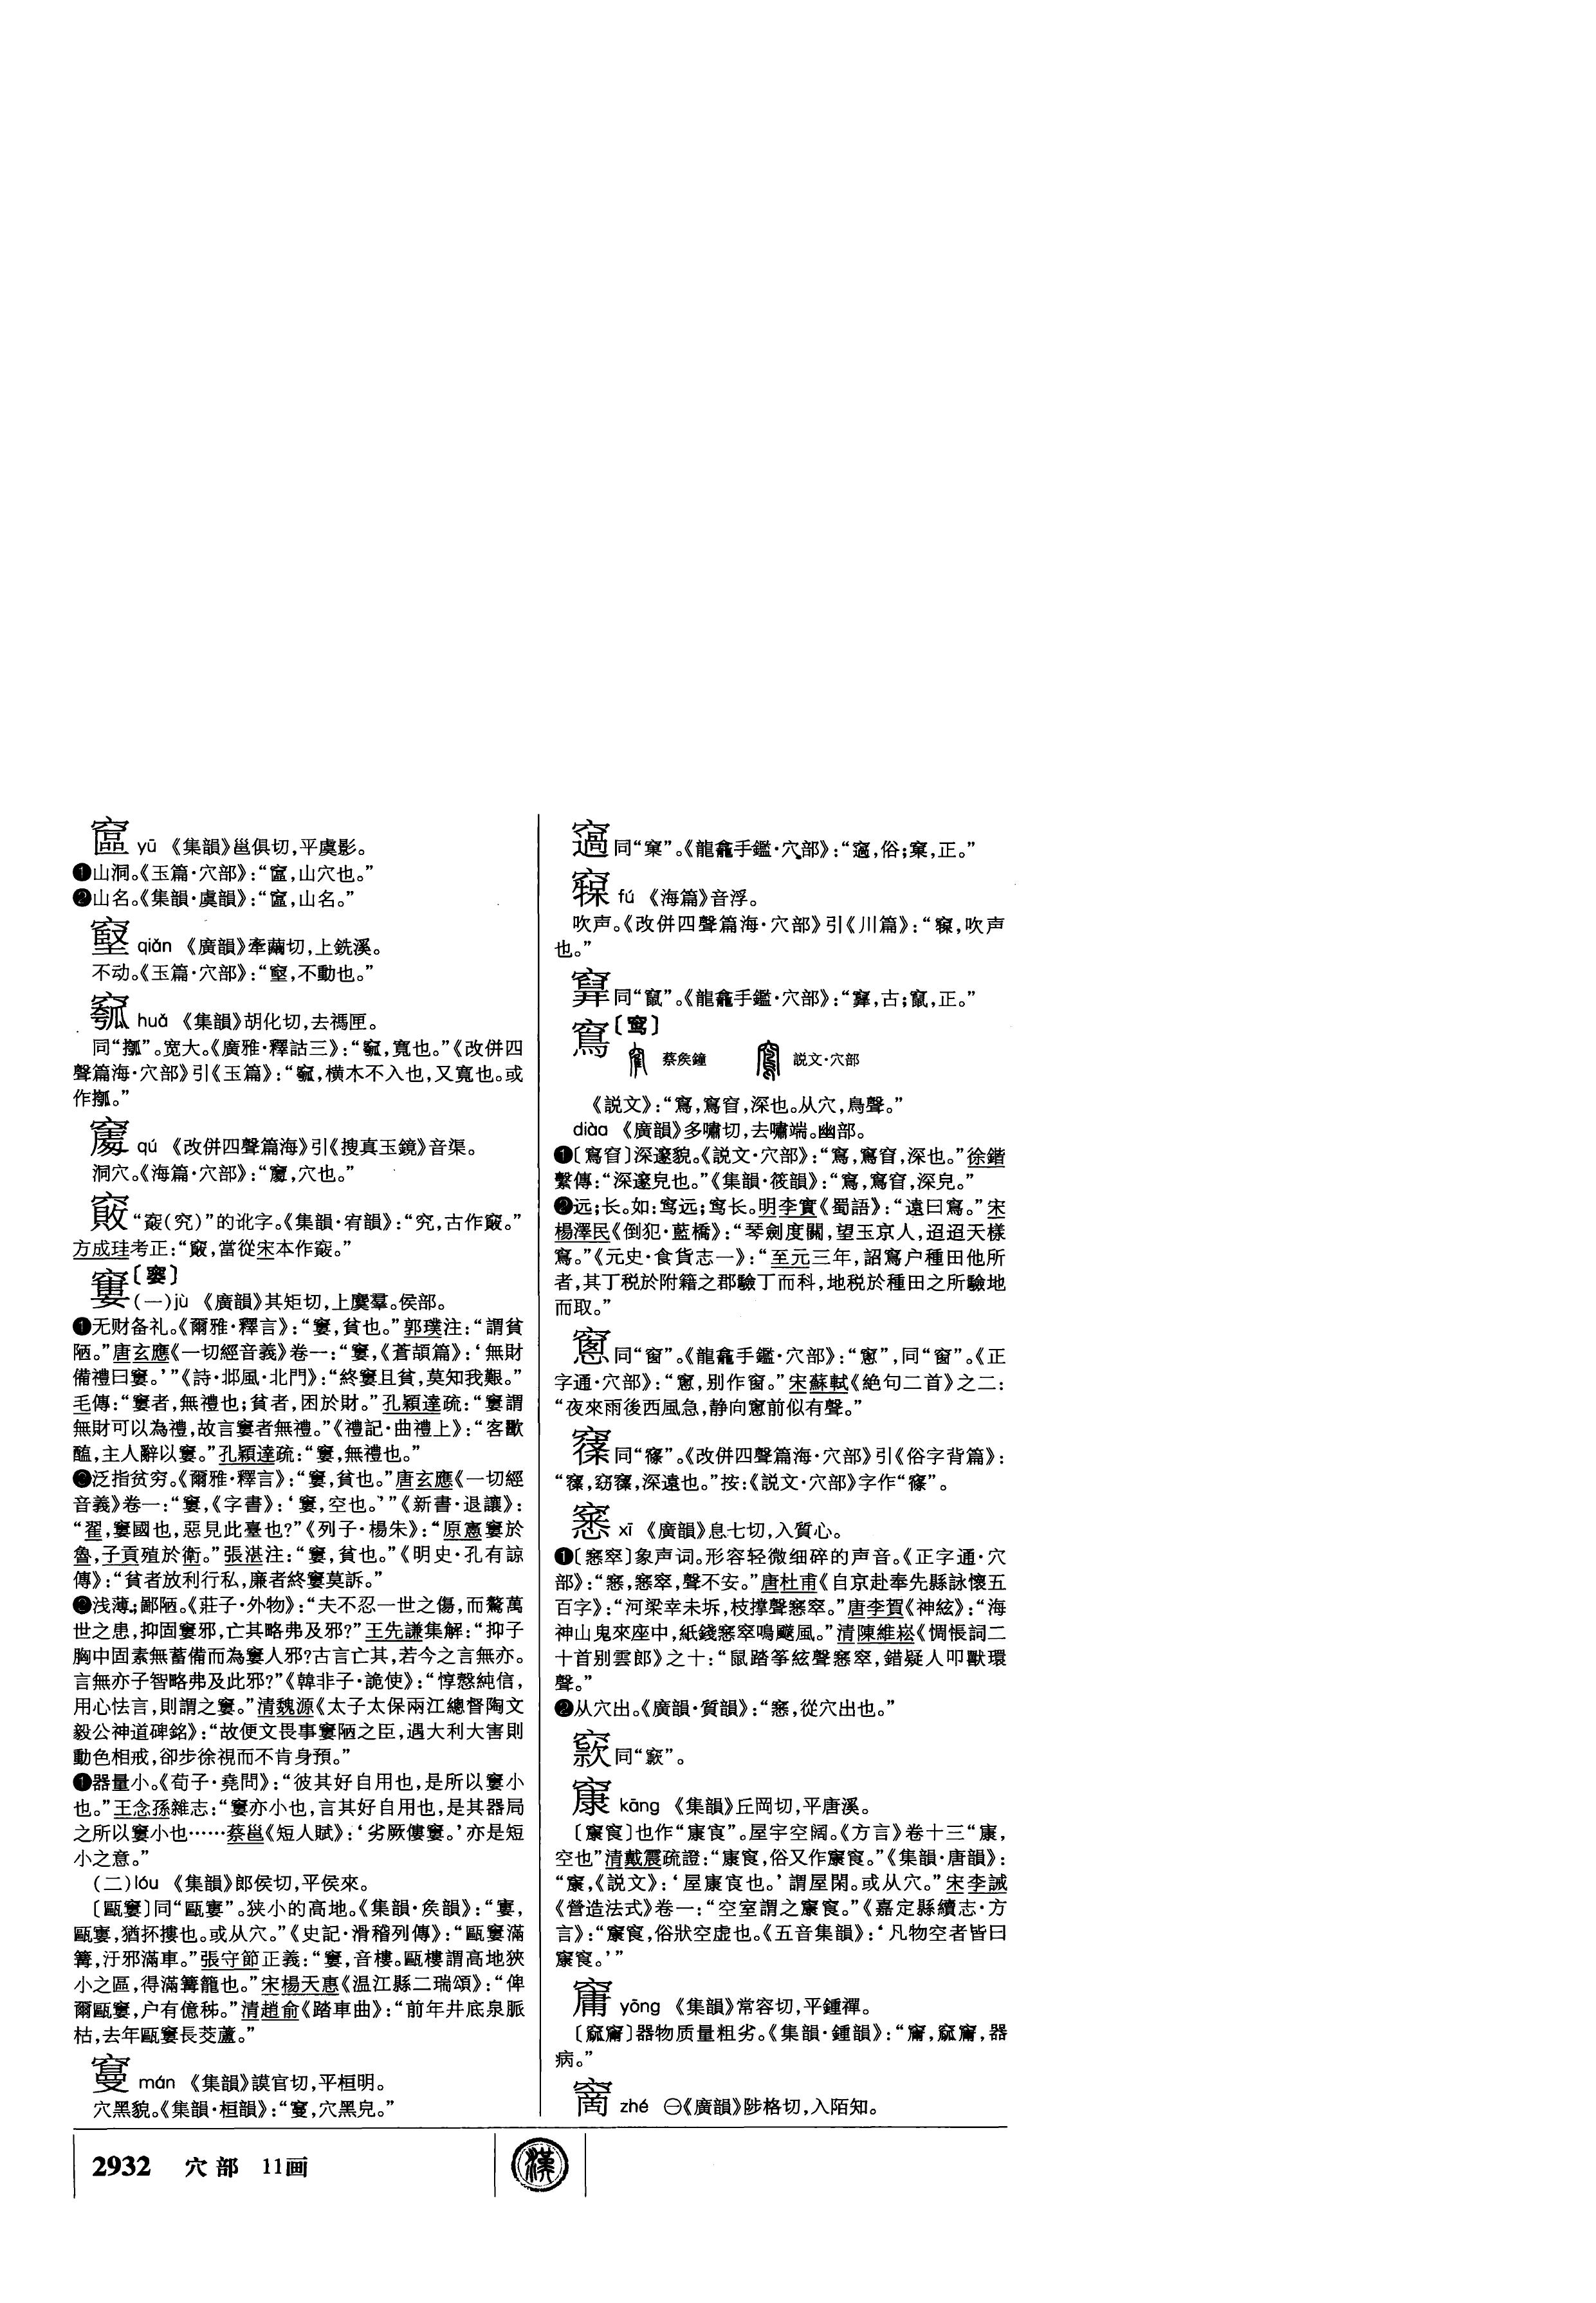 yū 《集韻》邕俱切，平虞影。
❶山洞。《玉篇·穴部》：“，山穴也。”
❷山名。《集韻·虞韻》：“，山名。”
qiǎn 《廣韻》牽繭切，上銑溪。
不动。《玉篇·穴部》：“，不動也。”
huǎ 《集韻》胡化切，去禡匣。
同“摦”。宽大。《廣雅·釋詁三》：“，寬也。”《改併四
聲篇海·穴部》引《玉篇》：“，横木不入也，又寬也。或
作摦。”
qú 《改併四聲篇海》引《搜真玉鏡》音渠。
洞穴。《海篇·穴部》：“，穴也。”
“（究）”的讹字。《集韻·宥韻》：“究，古作。”
方成珪考正：“，當從宋本作。”
窶〔窭〕
(一)jù 《廣韻》其矩切，上麌羣。侯部。
❶无财备礼。《爾雅·釋言》：“窶，貧也。”郭璞注：“謂貧
陋。”唐玄應《一切經音義》卷一：“窶，《蒼頡篇》：‘無財
備禮曰窶。’”《詩·邶風·北門》：“終窶且貧，莫知我艱。”
毛傳：“窶者，無禮也；貧者，困於財。”孔穎達疏：“窶謂
無財可以為禮，故言窶者無禮。”《禮記·曲禮上》：“客歠
醢，主人辭以窶。”孔穎達疏：“窶，無禮也。”
❷泛指贫穷。《爾雅·釋言》：“窶，貧也。”唐玄應《一切經
音義》卷一：“窶，《字書》：‘窶，空也。’”《新書·退讓》：
“翟，窶國也，惡見此臺也？”《列子·楊朱》：“原憲窶於
魯，子貢殖於衛。”張湛注：“窶，貧也。”《明史·孔有諒
傳》：“貧者放利行私，廉者終窶莫訴。”
❸浅薄；鄙陋。《莊子·外物》：“夫不忍一世之傷，而驁萬
世之患，抑固窶邪，亡其略弗及邪？”王先謙集解：“抑子
胸中固素無蓄備而為窶人邪？古言亡其，若今之言無亦。
言無亦子智略弗及此邪？”《韓非子·詭使》：“惇慤純信，
用心怯言，則謂之窶。”清魏源《太子太保兩江總督陶文
毅公神道碑銘》：“故便文畏事窶陋之臣，遇大利大害則
動色相戒，卻步徐視而不肯身預。”
❹器量小。《荀子·堯問》：“彼其好自用也，是所以窶小
也。”王念孫雜志：“窶亦小也，言其好自用也，是其器局
之所以窶小也……蔡邕《短人賦》：‘劣厥僂窶。’亦是短
小之意。”
(二)lóu 《集韻》郎侯切，平侯來。
〔甌窶〕同“甌寠”。狭小的高地。《集韻·矦韻》：“寠，
甌寠，猶抔摟也。或从穴。”《史記·滑稽列傳》：“甌窶滿
篝，汙邪滿車。”張守節正義：“窶，音樓。甌樓謂高地狹
小之區，得滿篝籠也。”宋楊天惠《温江縣二瑞頌》：“俾
爾甌窶，户有億秭。”清趙俞《踏車曲》：“前年井底泉脈
枯，去年甌窶長茭蘆。”
mán 《集韻》謨官切，平桓明。
穴黑貌。《集韻·桓韻》：“，穴黑皃。”
同“窠”。《龍龕手鑑·穴部》：“，俗；窠，正。”
fú 《海篇》音浮。
吹声。《改併四聲篇海·穴部》引《川篇》：“，吹声
也。”
同“竄”。《龍龕手鑑·穴部》：“，古；竄，正。”
窵〔窎〕
蔡矦鐘 説文·穴部
《説文》：“窵，窵窅，深也。从穴，鳥聲。”
diào 《廣韻》多嘯切，去嘯端。幽部。
❶〔窵窅〕深邃貌。《説文·穴部》：“窵，窵窅，深也。”徐鍇
繫傳：“深邃皃也。”《集韻·筱韻》：“窵，窵窅，深皃。”
❷远；长。如：窎远；窎长。明李實《蜀語》：“遠曰窵。”宋
楊澤民《倒犯·藍橋》：“琴劍度關，望玉京人，迢迢天樣
窵。”《元史·食貨志一》：“至元三年，詔窵户种田他所
者，其丁税於附籍之郡驗丁而科，地税於種田之所驗地
而取。”
窻同“窗”。《龍龕手鑑·穴部》：“窻”，同“窗”。《正
字通·穴部》：“窻，别作窗。”宋蘇軾《絶句二首》之二：
“夜來雨後西風急，静向窻前似有聲。”
同“窱”。《改併四聲篇海·穴部》引《俗字背篇》：
“，窈，深遠也。”按：《説文·穴部》字作“窱”。
窸 xī 《廣韻》息七切，入質心。
❶〔窸窣〕象声词。形容轻微细碎的声音。《正字通·穴
部》：“窸，窸窣，聲不安。”唐杜甫《自京赴奉先縣詠懷五
百字》：“河梁幸未坼，枝撐聲窸窣。”唐李賀《神絃》：“海
神山鬼來座中，紙錢窸窣鳴颷風。”清陳維崧《惆悵詞二
十首别雲郎》之十：“鼠踏筝絃聲窸窣，錯疑人叩獸環
聲。”
❷从穴出。《廣韻·質韻》：“窸，從穴出也。”
窾同“窽”。
kāng 《集韻》丘岡切，平唐溪。
〔〕也作“㝩㝗”。屋宇空阔。《方言》卷十三“康，
空也”清戴震疏證：“㝩㝗，俗又作。”《集韻·唐韻》：
“㝩，《説文》：‘屋㝩㝗也。’謂屋閑。或从穴。”宋李誡
《營造法式》卷一：“空室謂之。”《嘉定縣續志·方
言》：“，俗狀空虚也。《五音集韻》：‘凡物空者皆曰
。’”
yōng 《集韻》常容切，平鍾禪。
〔〕器物质量粗劣。《集韻·鍾韻》：“，器
病。”
zhé ㊀《廣韻》陟格切，入陌知。
2932 穴部 11画
漢